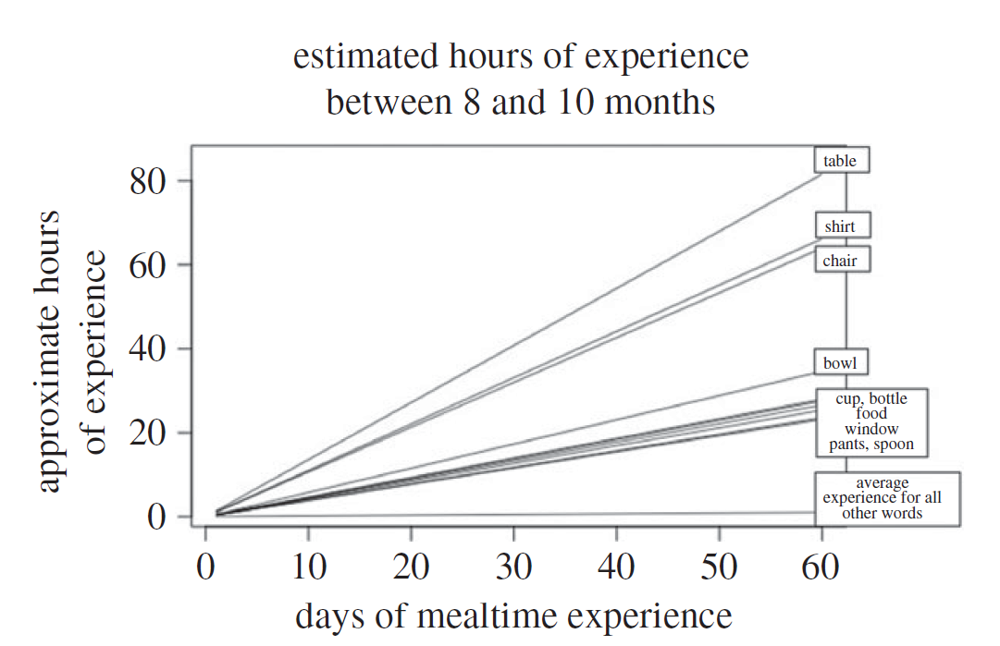 estimated hours of experience
between 8 and 10 months
approximate hours
of experience
80
60
40
20
0
table
shirt
chair
bowl
cup, bottle
food
window
pants, spoon
average
experience for all
other words
0 10 20 30 40 50 60
days of mealtime experience